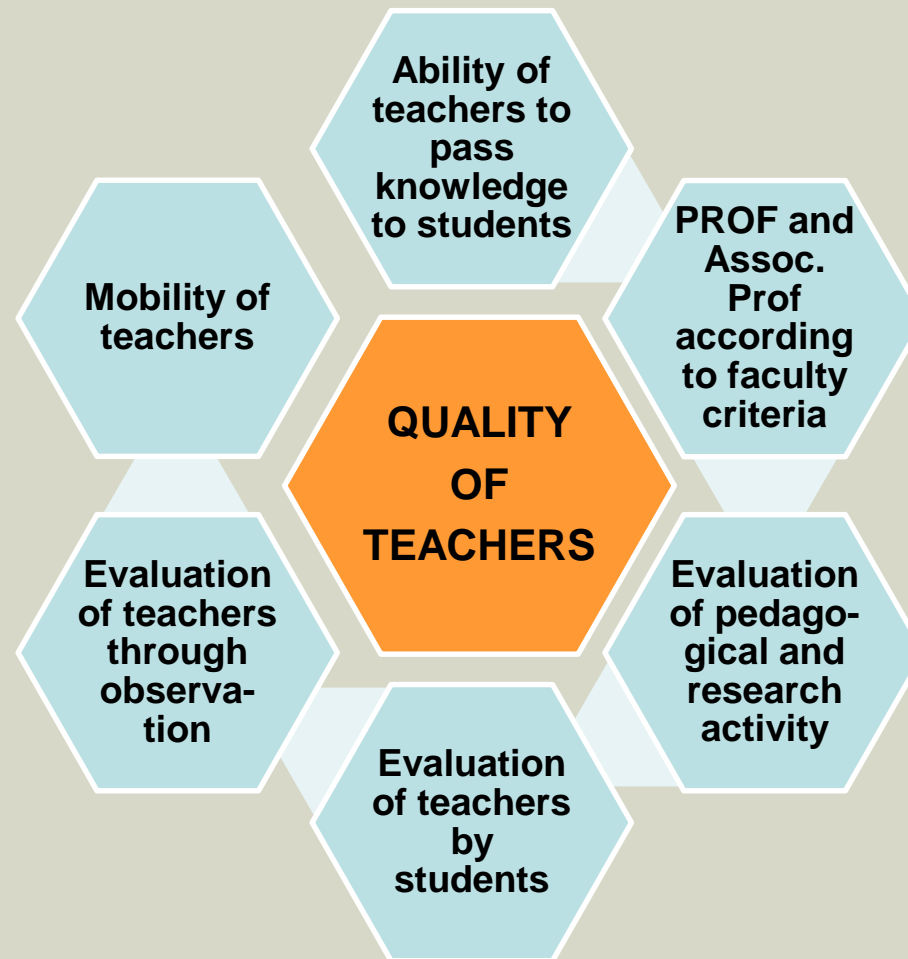 Ability of
teachers to
pass
knowledge
to students
PROF and
Assoc.
Prof
according
to faculty
criteria
Mobility of
teachers
QUALITY
OF
TEACHERS
Evaluation
of teachers
through
observa-
tion
Evaluation
of pedago-
gical and
research
activity
Evaluation
of teachers
by
students